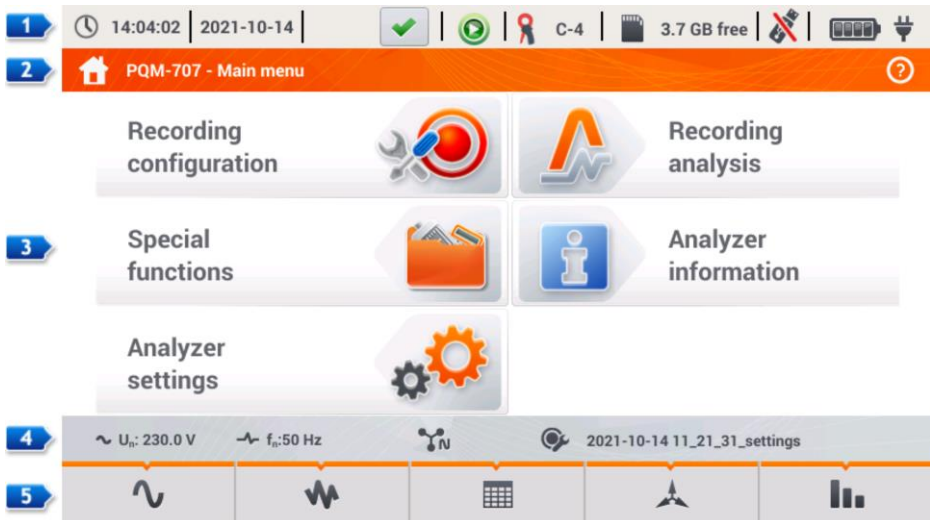 1 14:04:02 2021-10-14 C-4 3.7 GB free
2 PQM-707 - Main menu ?
Recording
configuration
Recording
analysis
3
Special
functions
Analyzer
information
Analyzer
settings
4 Un: 230.0 V fn:50 Hz N 2021-10-14 11_21_31_settings
5